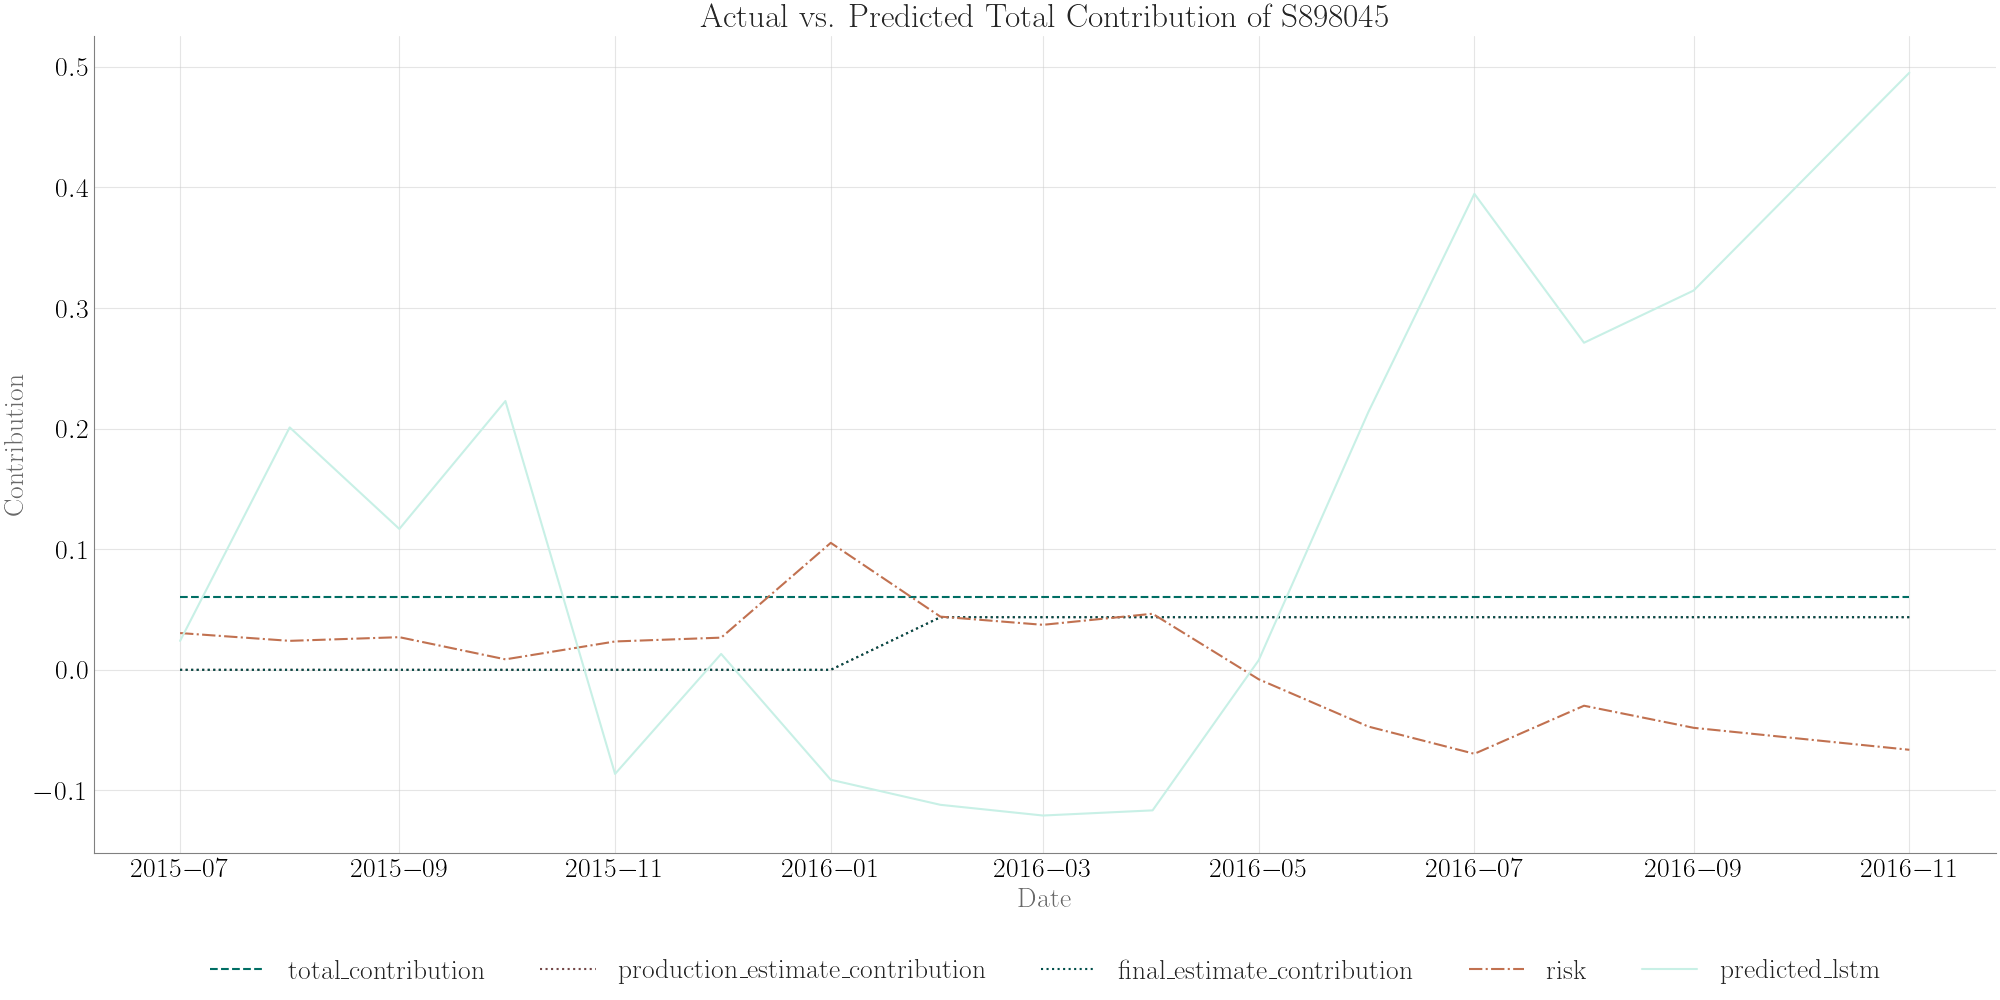 Actual vs. Predicted Total Contribution of S898045
0.5
0.4
0.3
0.2
0.1
0.0
−0.1
Contribution
2015–07 2015–09 2015–11 2016–01 2016–03 2016–05 2016–07 2016–09 2016–11
Date
total_contribution production_estimate_contribution final_estimate_contribution risk predicted_lstm